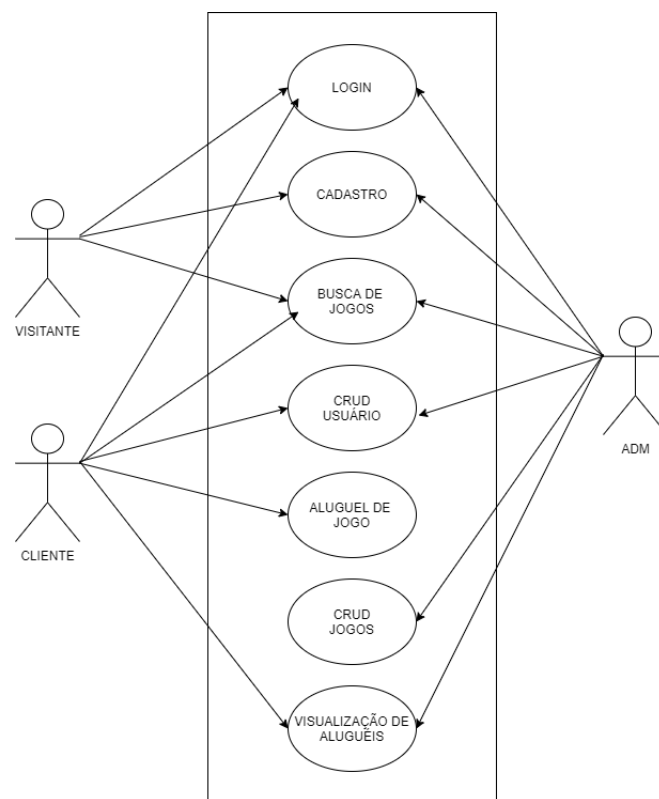 LOGIN
CADASTRO
BUSCA DE
JOGOS
VISITANTE
CRUD
USUÁRIO
ADM
ALUGUEL DE
JOGO
CLIENTE
CRUD
JOGOS
VISUALIZAÇÃO DE
ALUGUÉIS